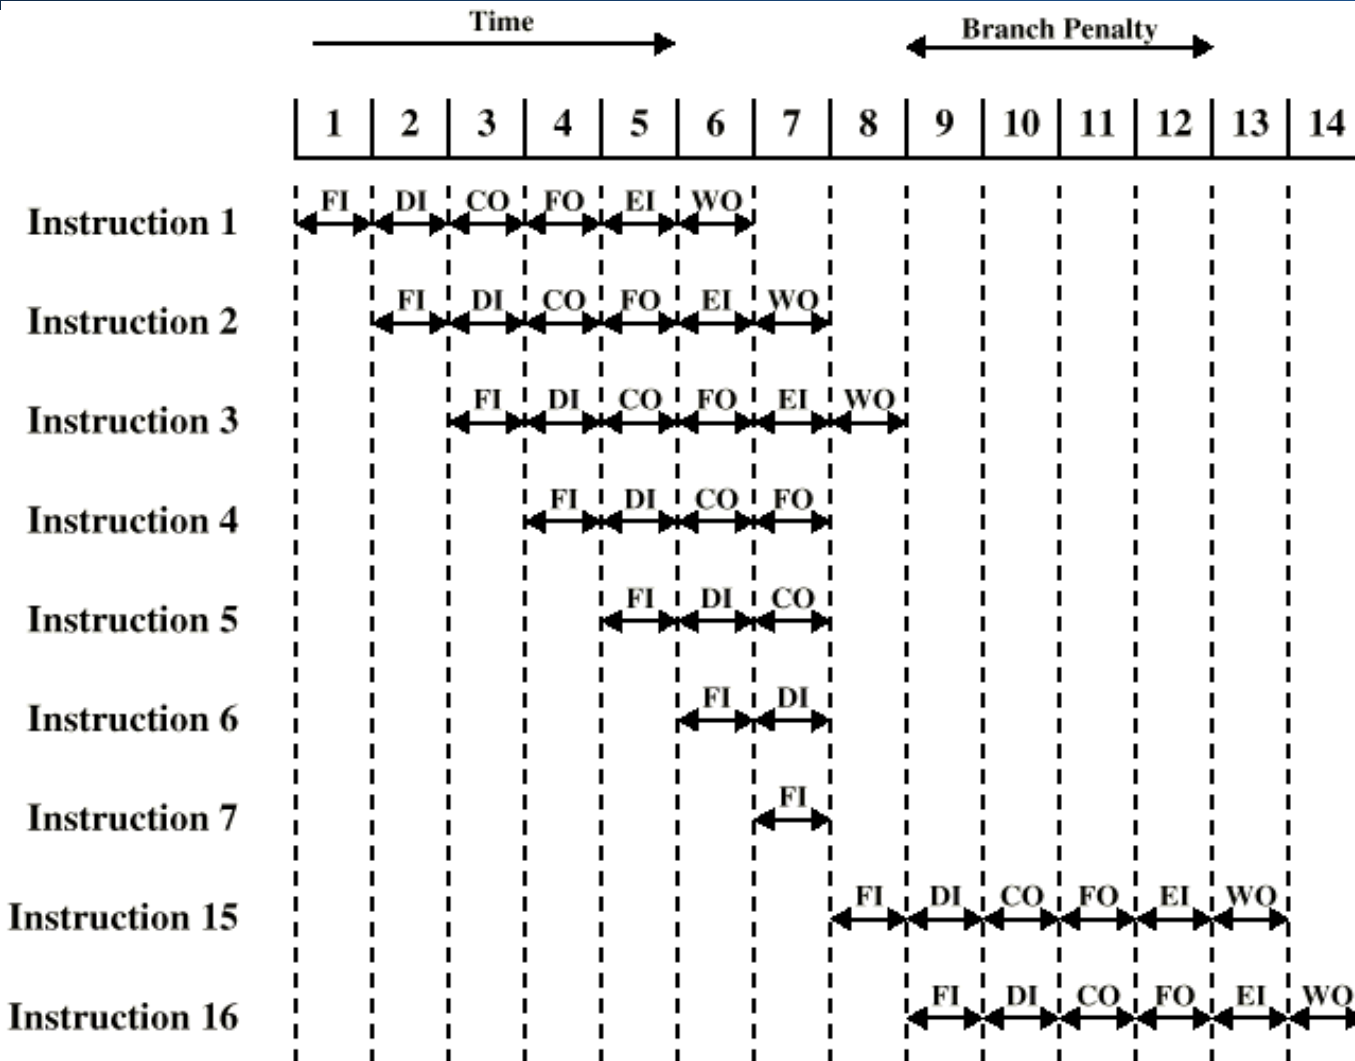 Time
Branch Penalty
1 2 3 4 5 6 7 8 9 10 11 12 13 14
Instruction 1 FI DI CO FO EI WO
Instruction 2 FI DI CO FO EI WO
Instruction 3 FI DI CO FO EI WO
Instruction 4 FI DI CO FO
Instruction 5 FI DI CO
Instruction 6 FI DI
Instruction 7 FI
Instruction 15 FI DI CO FO EI WO
Instruction 16 FI DI CO FO EI WO